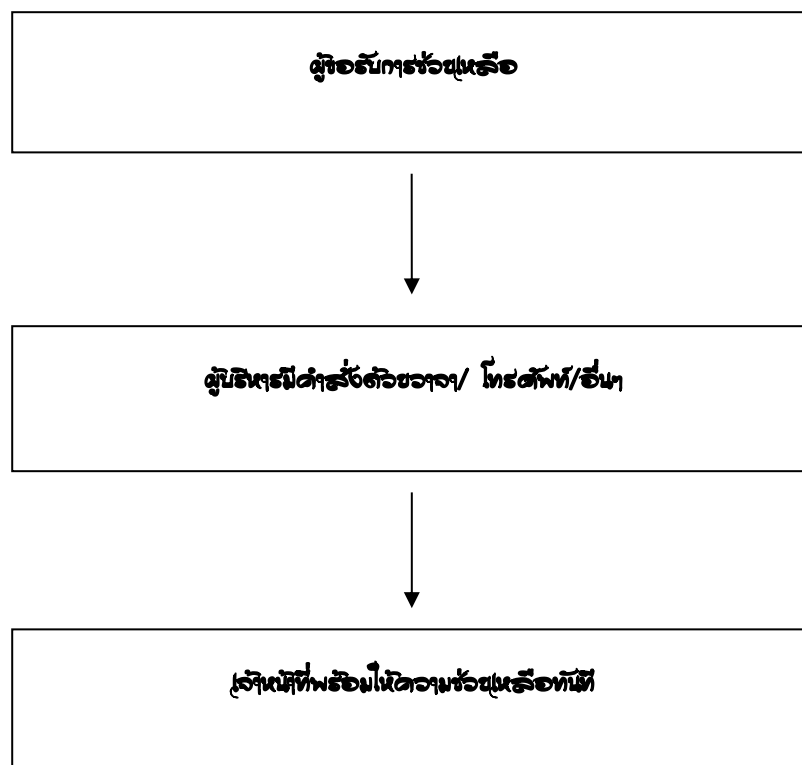 ผู้ขอรับการช่วยเหลือ
ผู้บริหารมีคำสั่งด้วยวาจา/ โทรศัพท์/อื่นๆ
เจ้าหน้าที่พร้อมให้ความช่วยเหลือทันที